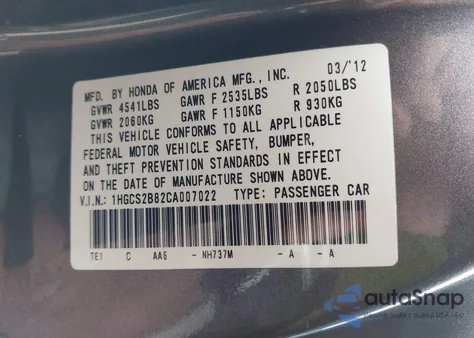 MFD. BY HONDA OF AMERICA MFG., INC. 03/'12
GVWR 4541LBS GAWR F 2535LBS R 2050LBS
GVWR 2060KG GAWR F 1150KG R 930KG
THIS VEHICLE CONFORMS TO ALL APPLICABLE
FEDERAL MOTOR VEHICLE SAFETY, BUMPER,
AND THEFT PREVENTION STANDARDS IN EFFECT
ON THE DATE OF MANUFACTURE SHOWN ABOVE.
V.I.N.: 1HGCS2B82CA007022 TYPE: PASSENGER CAR
TE1 C AA6 - NH737M - A - A
autaSnap